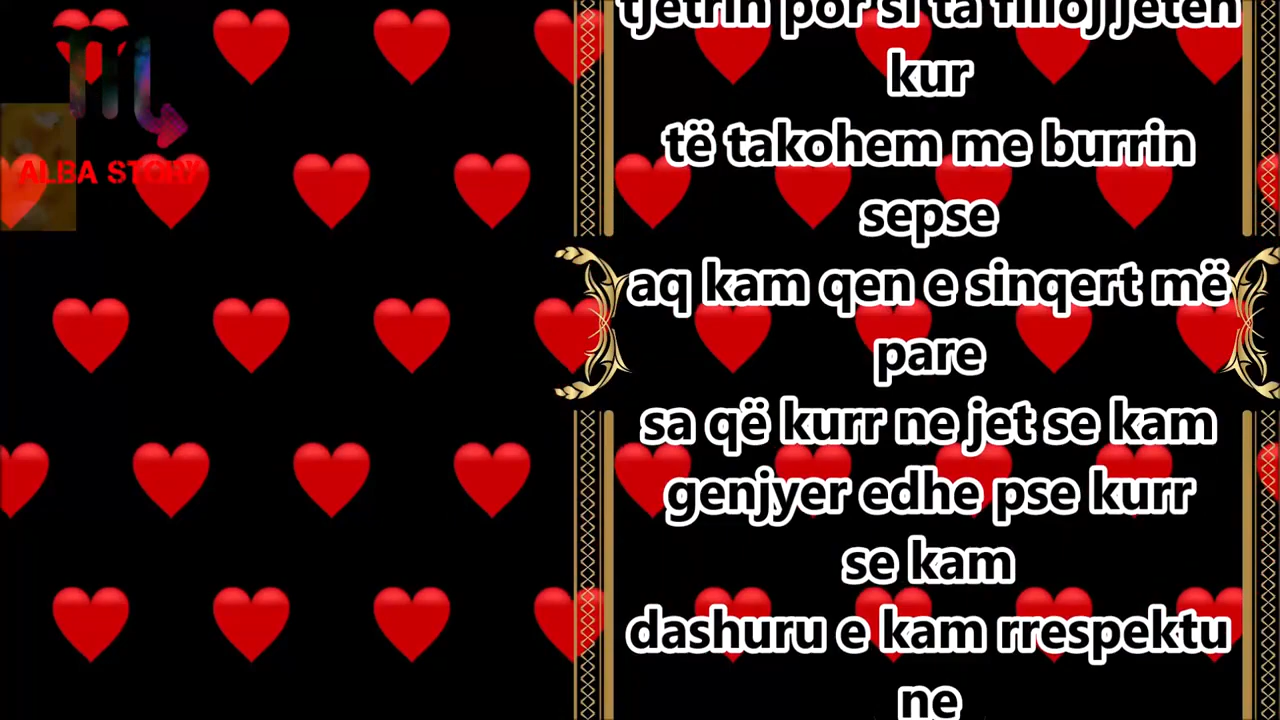 ALBA STORY
tjetrin por si ta filloj jetën
kur
të takohem me burrin
sepse
aq kam qen e sinqert më
pare
sa që kurr ne jet se kam
genjyer edhe pse kurr
se kam
dashuru e kam rrespektu
ne